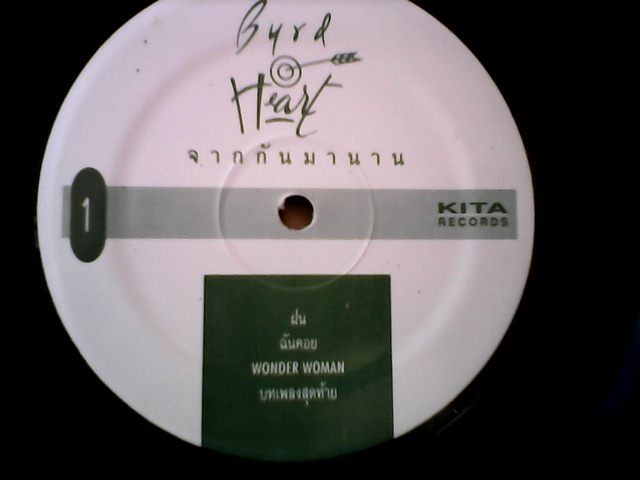 Byrd
Heart
จากกันมานาน
1
KITA
RECORDS
ฝน
ฉันคอย
WONDER WOMAN
บทเพลงสุดท้าย